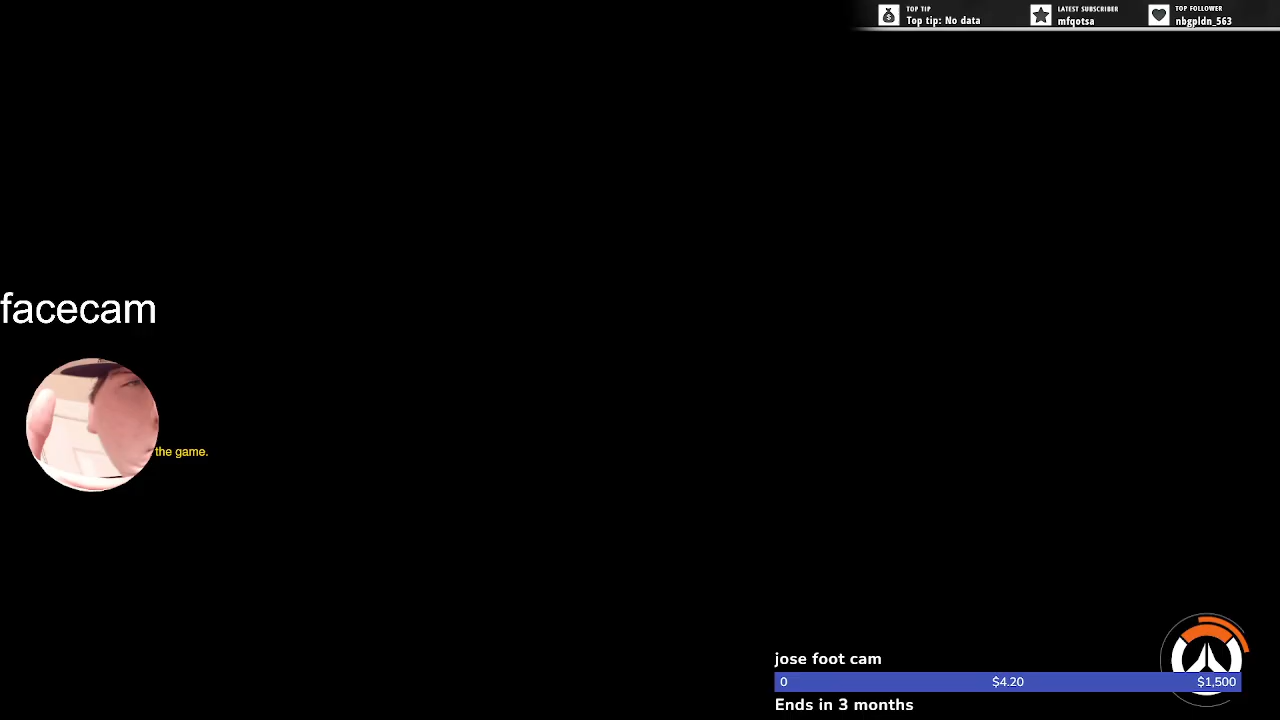 TOP TIP
Top tip: No data
LATEST SUBSCRIBER
mfqotsa
TOP FOLLOWER
nbgpldn_563
facecam
the game.
jose foot cam
0 $4.20 $1,500
Ends in 3 months